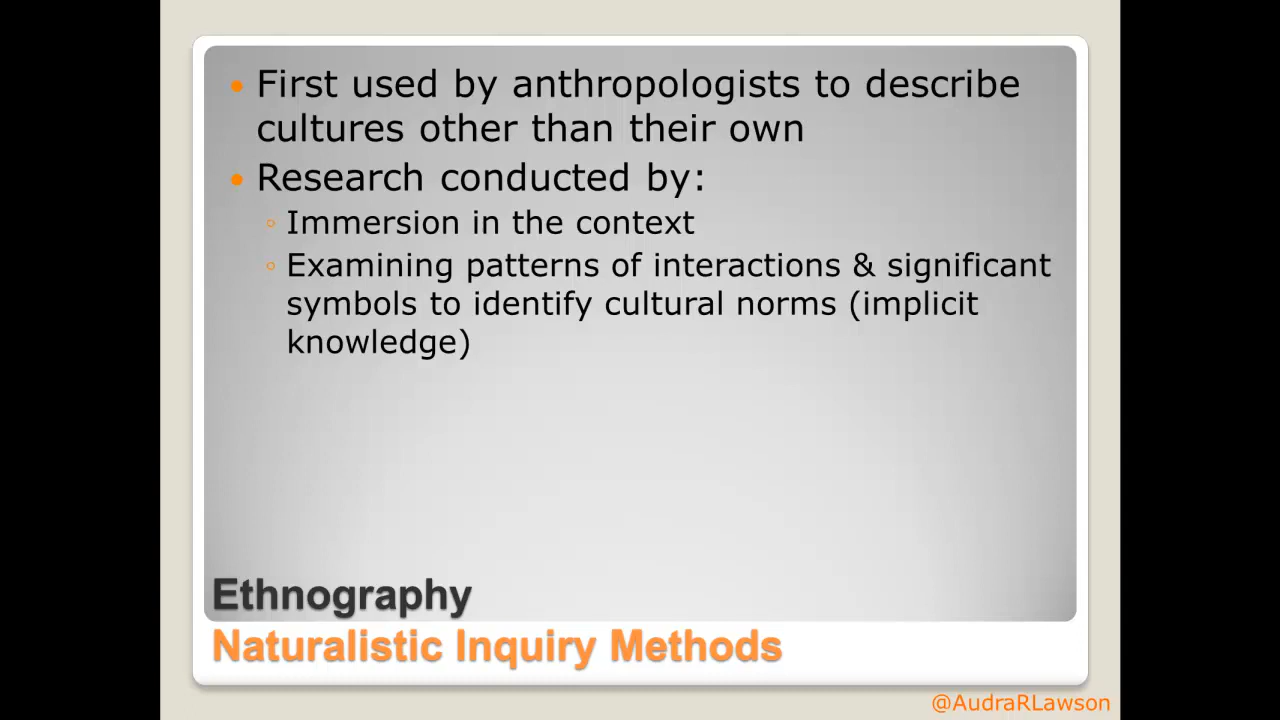 First used by anthropologists to describe
cultures other than their own
Research conducted by:
Immersion in the context
Examining patterns of interactions & significant
symbols to identify cultural norms (implicit
knowledge)
Ethnography
Naturalistic Inquiry Methods
@AudraRLawson